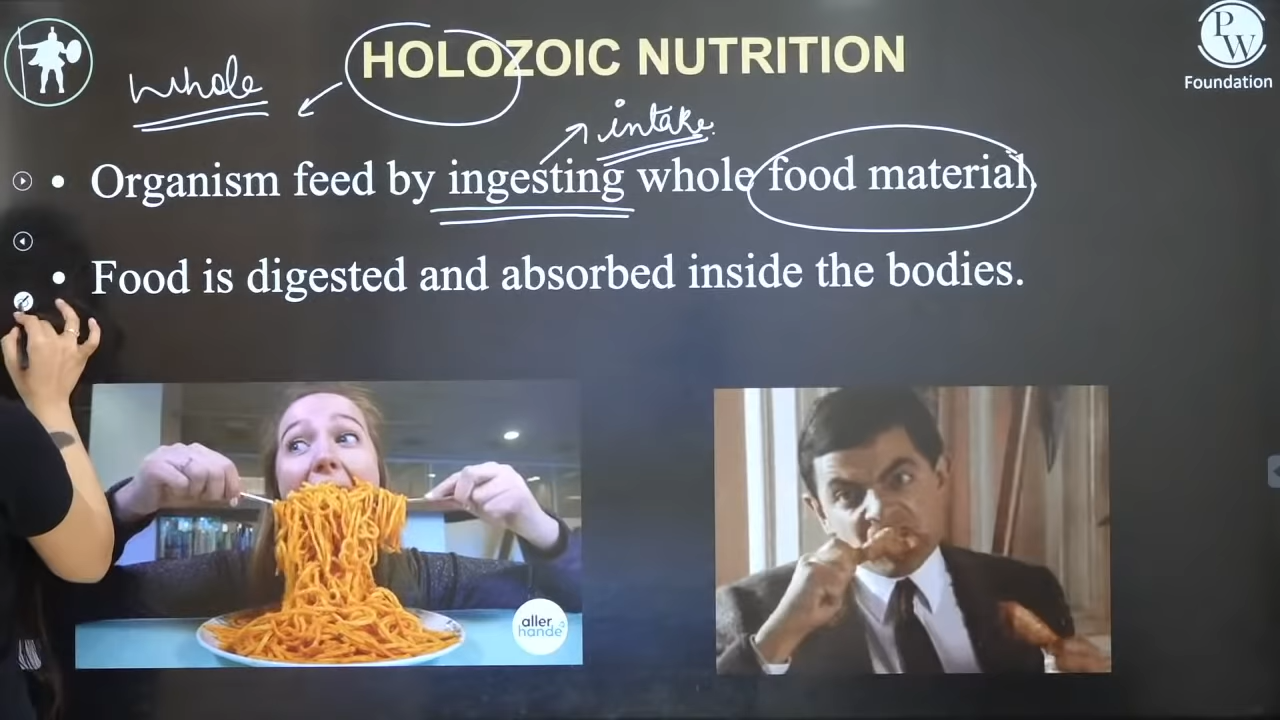 HOLOZOIC NUTRITION
PW
Foundation
whole
intake
• Organism feed by ingesting whole food material.
• Food is digested and absorbed inside the bodies.
aller
hande